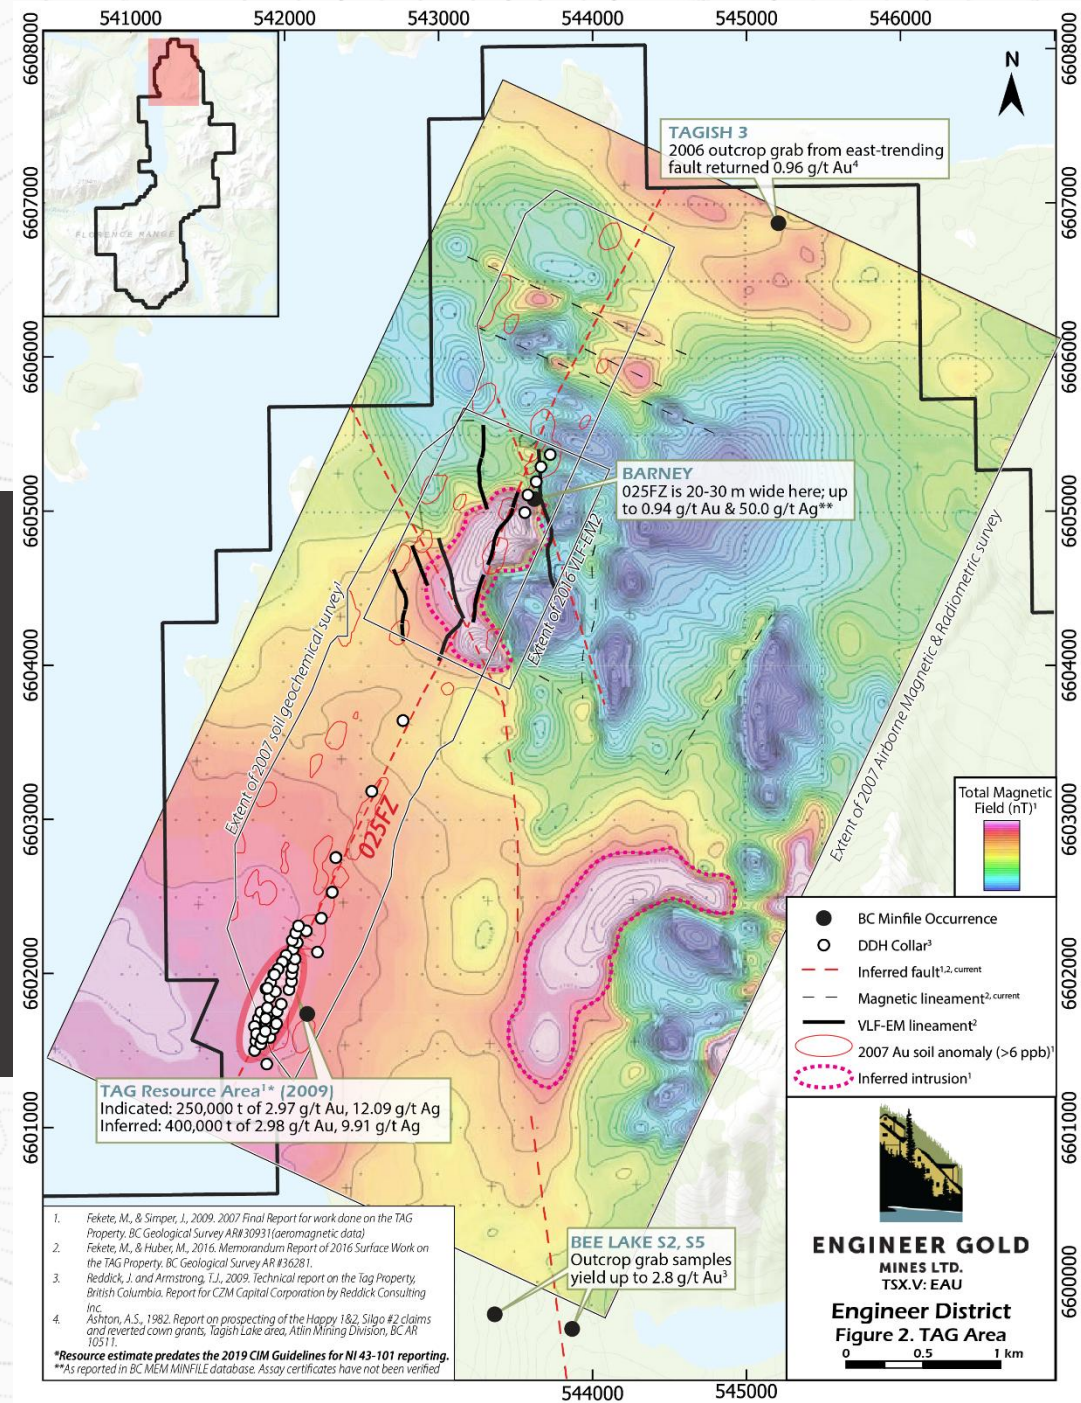 541000 542000 543000 544000 545000 546000
6608000
6608000
N
FLORENCE RANGE
TAGISH 3
2006 outcrop grab from east-trending
fault returned 0.96 g/t Au⁴
6607000
6607000
6606000
6606000
BARNEY
025FZ is 20-30 m wide here; up
to 0.94 g/t Au & 50.0 g/t Ag**
6605000
6605000
Extent of 2016 VLF-EM2
Extent of 2007 soil geochemical survey¹
Extent of 2007 Airborne Magnetic & Radiometric survey
6604000
6604000
025FZ
6603000
6603000
Total Magnetic
Field (nT)¹
BC Minfile Occurrence
DDH Collar³
Inferred fault¹,², current
Magnetic lineament², current
VLF-EM lineament²
2007 Au soil anomaly (>6 ppb)¹
Inferred intrusion¹
6602000
6602000
TAG Resource Area¹* (2009)
Indicated: 250,000 t of 2.97 g/t Au, 12.09 g/t Ag
Inferred: 400,000 t of 2.98 g/t Au, 9.91 g/t Ag
6601000
6601000
BEE LAKE S2, S5
Outcrop grab samples
yield up to 2.8 g/t Au³
6600000
1. Fekete, M., & Simper, J., 2009. 2007 Final Report for work done on the TAG
Property. BC Geological Survey AR#30931(aeromagnetic data)
2. Fekete, M., & Huber, M., 2016. Memorandum Report of 2016 Surface Work on
the TAG Property. BC Geological Survey AR #36281.
3. Reddick, J. and Armstrong, T.J., 2009. Technical report on the Tag Property,
British Columbia. Report for CZM Capital Corporation by Reddick Consulting
Inc.
4. Ashton, A.S., 1982. Report on prospecting of the Happy 1&2, Silgo #2 claims
and reverted cown grants, Tagish Lake area, Atlin Mining Division, BC AR
10511.
*Resource estimate predates the 2019 CIM Guidelines for NI 43-101 reporting.
**As reported in BC MEM MINFILE database. Assay certificates have not been verified
ENGINEER GOLD
MINES LTD.
TSX.V: EAU
Engineer District
Figure 2. TAG Area
0 0.5 1 km
544000 545000